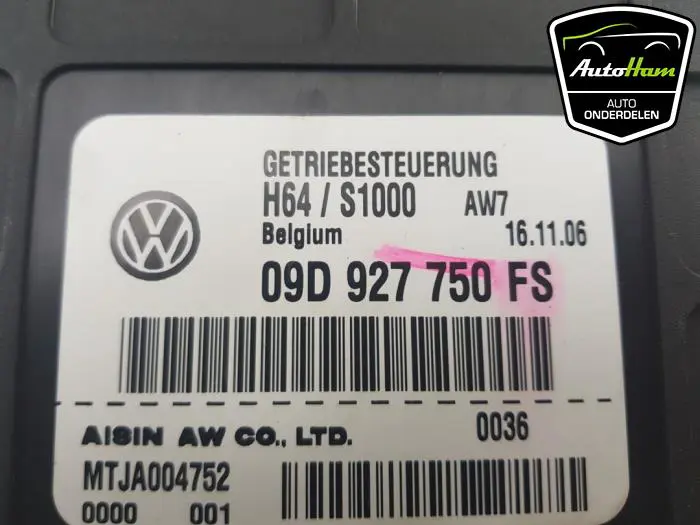 AutoHam
AUTO
ONDERDELEN
GETRIEBESTEUERUNG
H64 / S1000 AW7
Belgium 16.11.06
09D 927 750 FS
AISIN AW CO., LTD. 0036
MTJA004752
0000 001